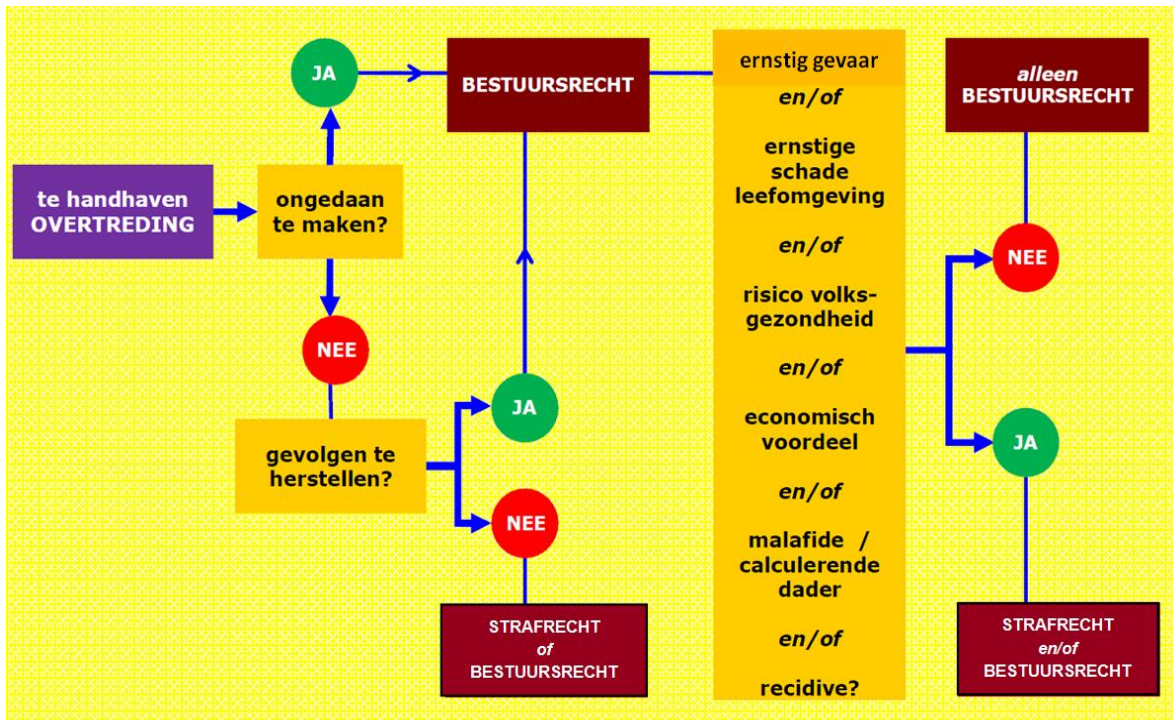 te handhaven
OVERTREDING
ongedaan
te maken?
JA
NEE
BESTUURSRECHT
gevolgen te
herstellen?
JA
NEE
STRAFRECHT
of
BESTUURSRECHT
ernstig gevaar
en/of
ernstige
schade
leefomgeving
en/of
risico volks-
gezondheid
en/of
economisch
voordeel
en/of
malafide /
calculerende
dader
en/of
recidive?
NEE
alleen
BESTUURSRECHT
JA
STRAFRECHT
en/of
BESTUURSRECHT